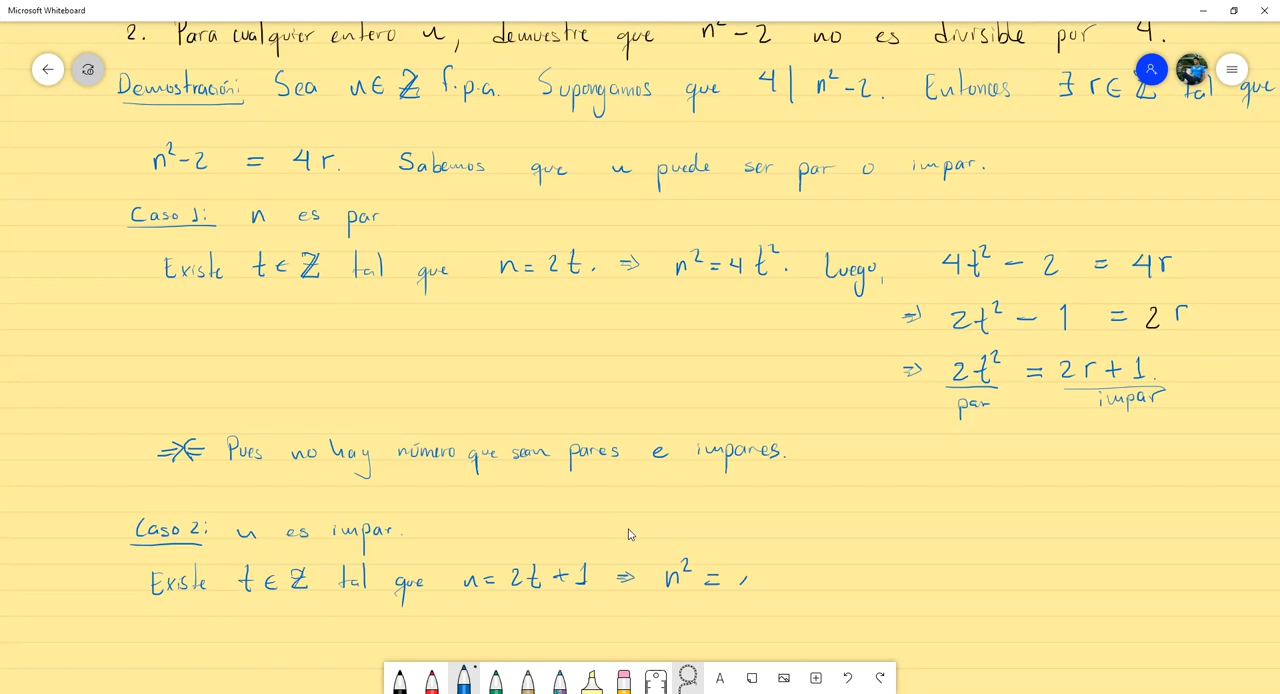 Microsoft Whiteboard
2. Para cualquier entero n, demuestre que n² - 2 no es divisible por 4.
Demostración: Sea n ∈ ℤ f.p.a. Supongamos que 4 | n² - 2. Entonces ∃ r ∈ ℤ tal que
n² - 2 = 4r. Sabemos que n puede ser par o impar.
Caso 1: n es par
Existe t ∈ ℤ tal que n = 2t. ⇒ n² = 4t². Luego, 4t² - 2 = 4r
⇒ 2t² - 1 = 2r
⇒ 2t² = 2r + 1.
par impar
⇒⇐ Pues no hay número que sean pares e impares.
Caso 2: n es impar.
Existe t ∈ ℤ tal que n = 2t + 1 ⇒ n² =
A